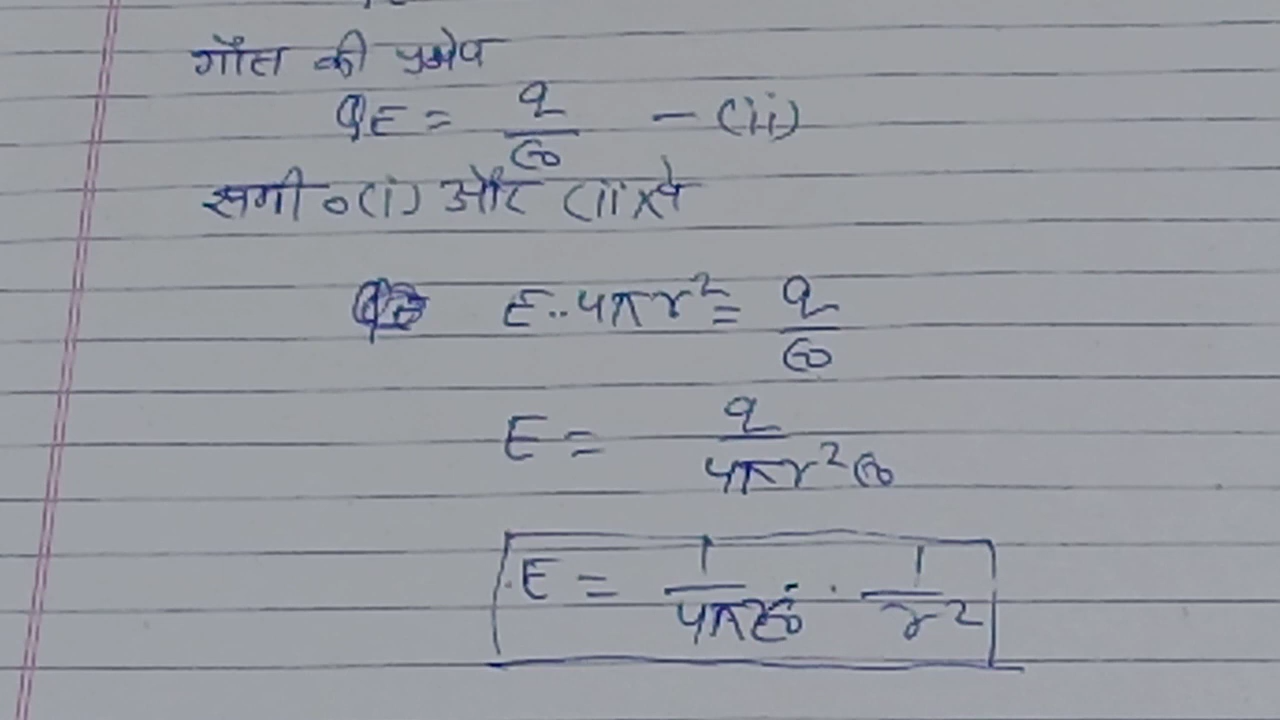 गॉस की प्रमेय
φE = q/ε0 - (ii)
समी०(i) और (ii) से
E..4πr² = q/ε0
E = q/4πr²ε0
E = 1/4πε0 . 1/r²